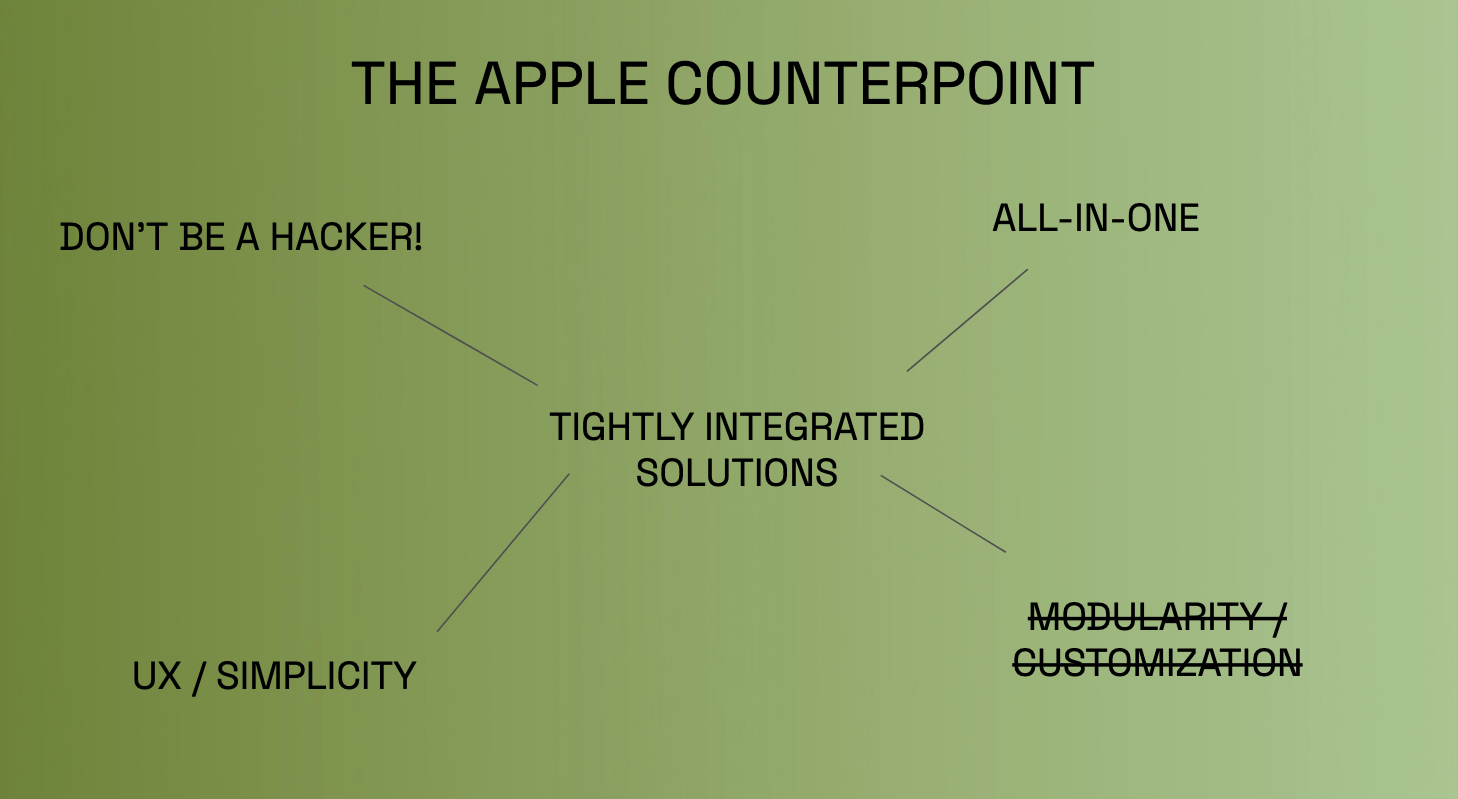 THE APPLE COUNTERPOINT
DON’T BE A HACKER!
ALL-IN-ONE
TIGHTLY INTEGRATED
SOLUTIONS
MODULARITY /
CUSTOMIZATION
UX / SIMPLICITY